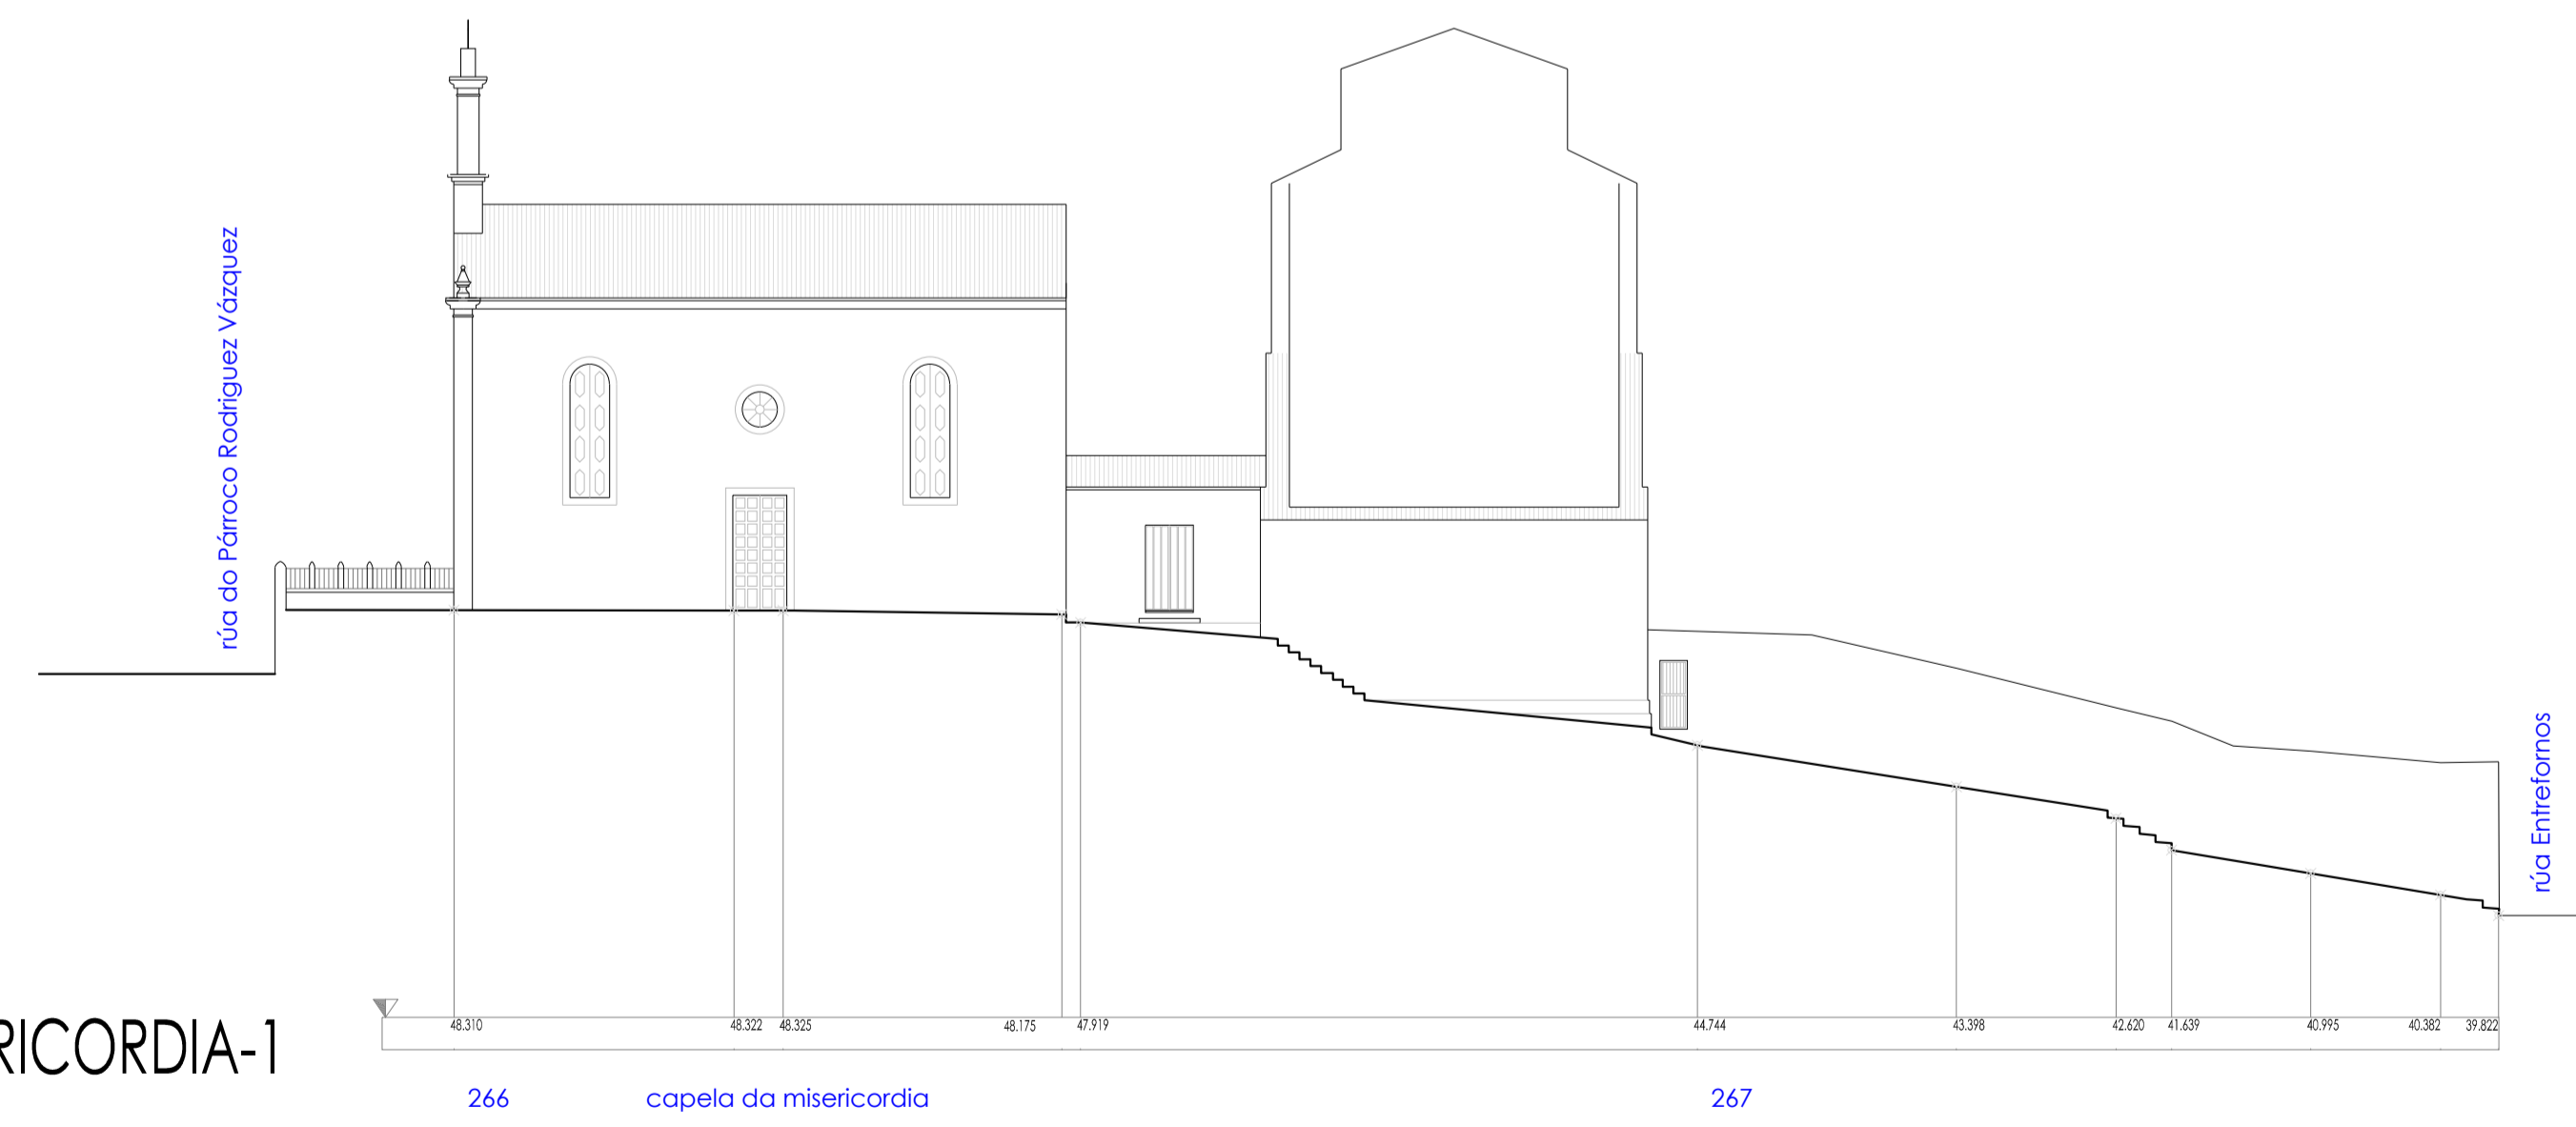 rúa do Párroco Rodriguez Vázquez
rúa Entrefornos
48.310 48.322 48.325 48.175 47.919 44.744 43.398 42.620 41.639 40.995 40.382 39.822
RICORDIA-1
266 capela da misericordia 267